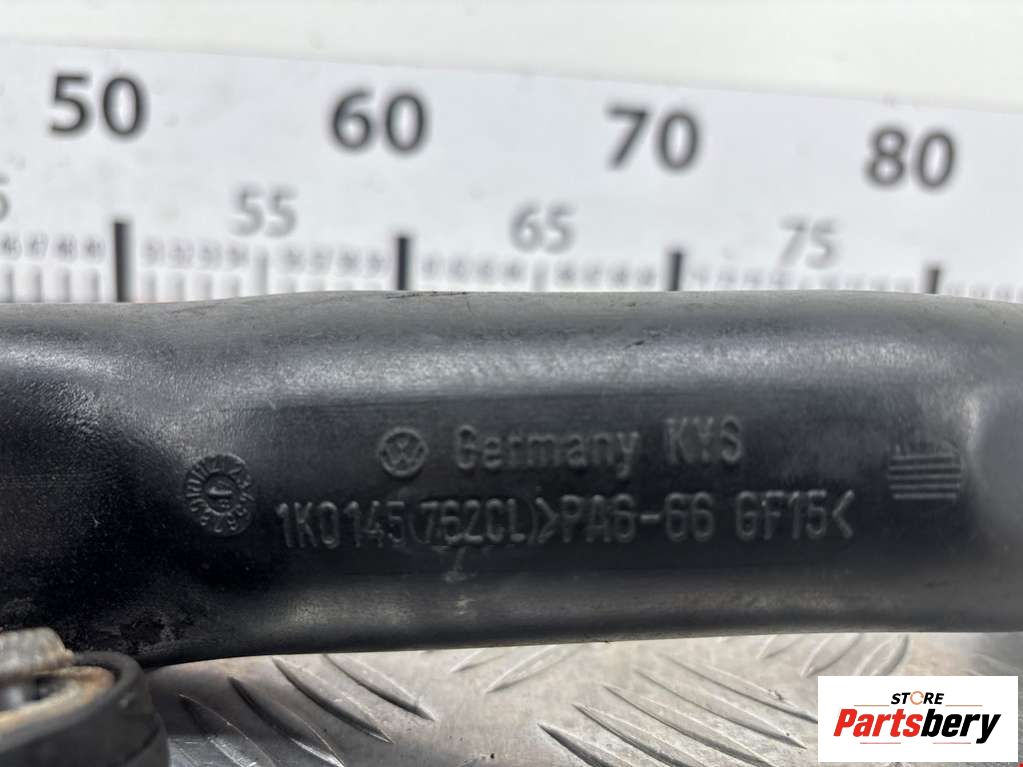 50 60 70 80
55 65 75
Germany KYS
1K0145(762CL)>PA6-66 GF15<
STORE
Partsbery